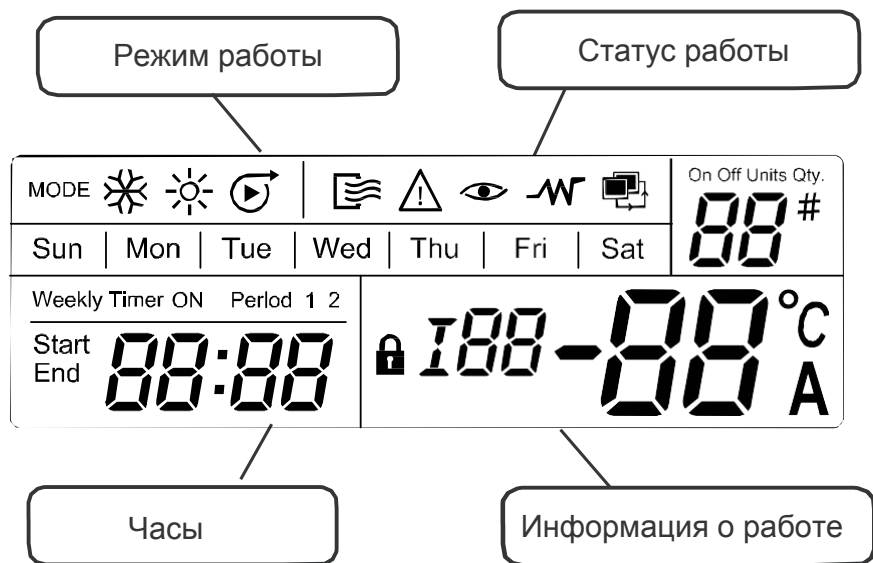 Режим работы
Статус работы
MODE
On Off Units Qty.
88 #
Sun Mon Tue Wed Thu Fri Sat
Weekly Timer ON Perlod 1 2
Start
End
88:88
I88
-88
°C
A
Часы
Информация о работе